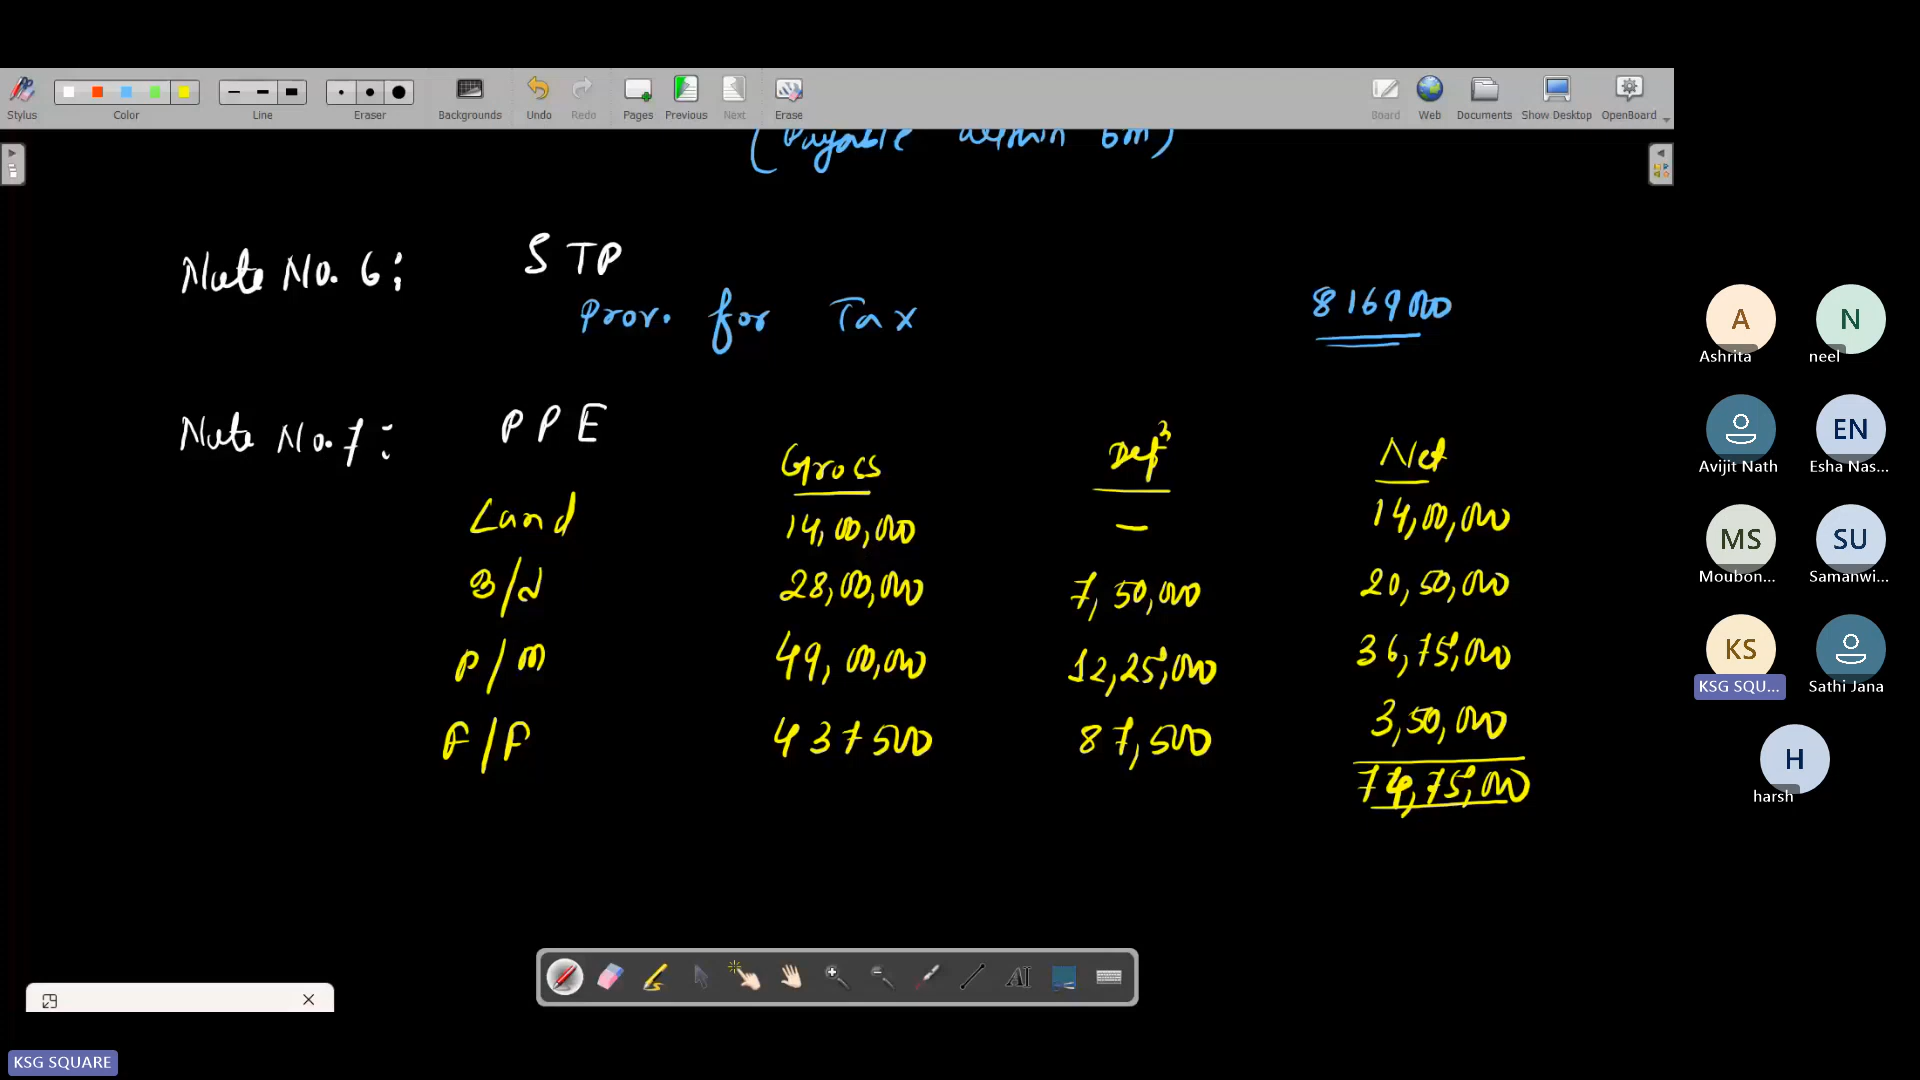 Stylus Color Line Eraser Backgrounds Undo Redo Pages Previous Next Erase Board Web Documents Show Desktop OpenBoard
(Payable within 6m)
Note No. 6: STP
Prov. for Tax 8169000
Note No. 7: PPE
Gross Depn Net
Land 14,00,000 — 14,00,000
B/d 28,00,000 7,50,000 20,50,000
P/M 49,00,000 12,25,000 36,75,000
F/F 437500 87,500 3,50,000
74,75,000
A N
Ashrita neel
EN
Avijit Nath Esha Nas...
MS SU
Moubon... Samanwi...
KS
KSG SQU... Sathi Jana
H
harsh
AI
KSG SQUARE